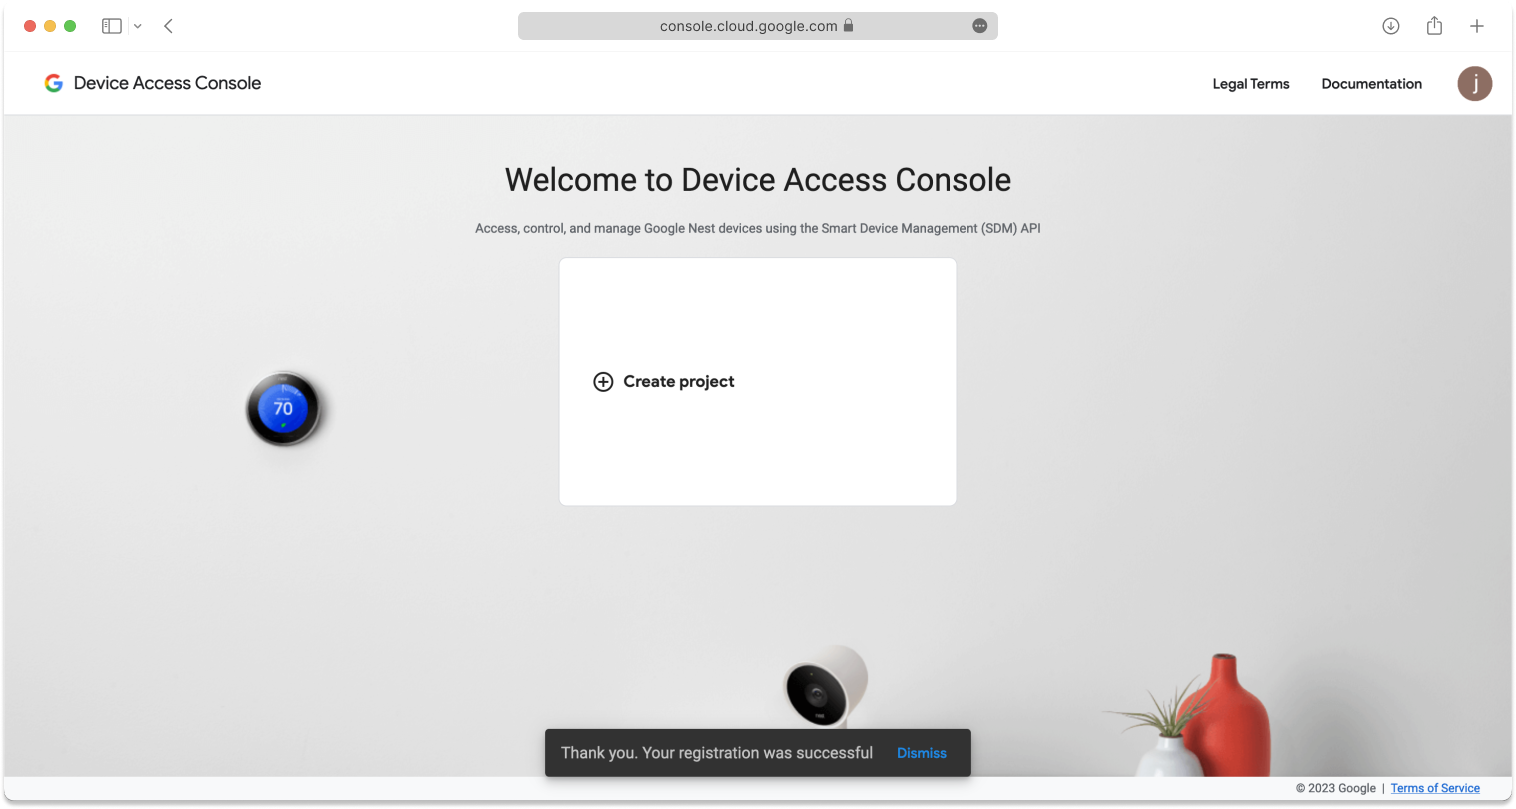 console.cloud.google.com
Device Access Console
Legal Terms
Documentation
j
Welcome to Device Access Console
Access, control, and manage Google Nest devices using the Smart Device Management (SDM) API
Create project
70
Thank you. Your registration was successful
Dismiss
© 2023 Google | Terms of Service